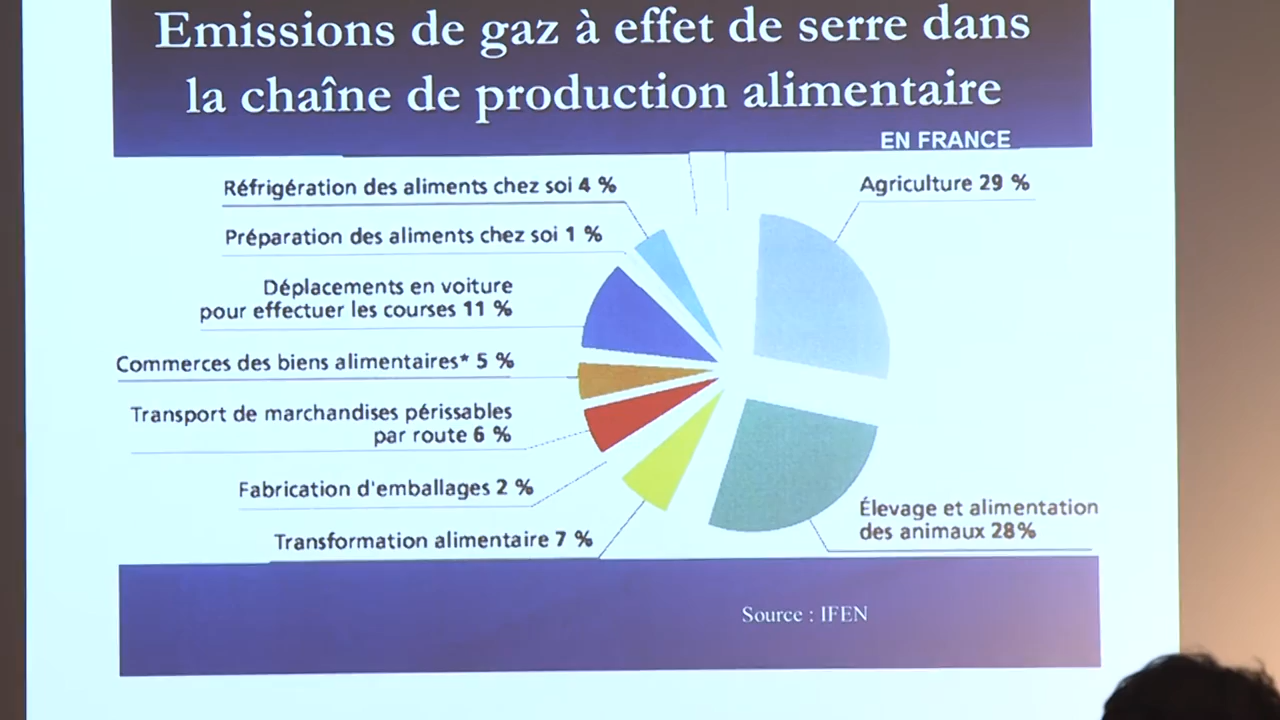 Emissions de gaz à effet de serre dans
la chaîne de production alimentaire
EN FRANCE
Réfrigération des aliments chez soi 4 %
Préparation des aliments chez soi 1 %
Déplacements en voiture
pour effectuer les courses 11 %
Commerces des biens alimentaires* 5 %
Transport de marchandises périssables
par route 6 %
Fabrication d'emballages 2 %
Transformation alimentaire 7 %
Agriculture 29 %
Élevage et alimentation
des animaux 28%
Source : IFEN